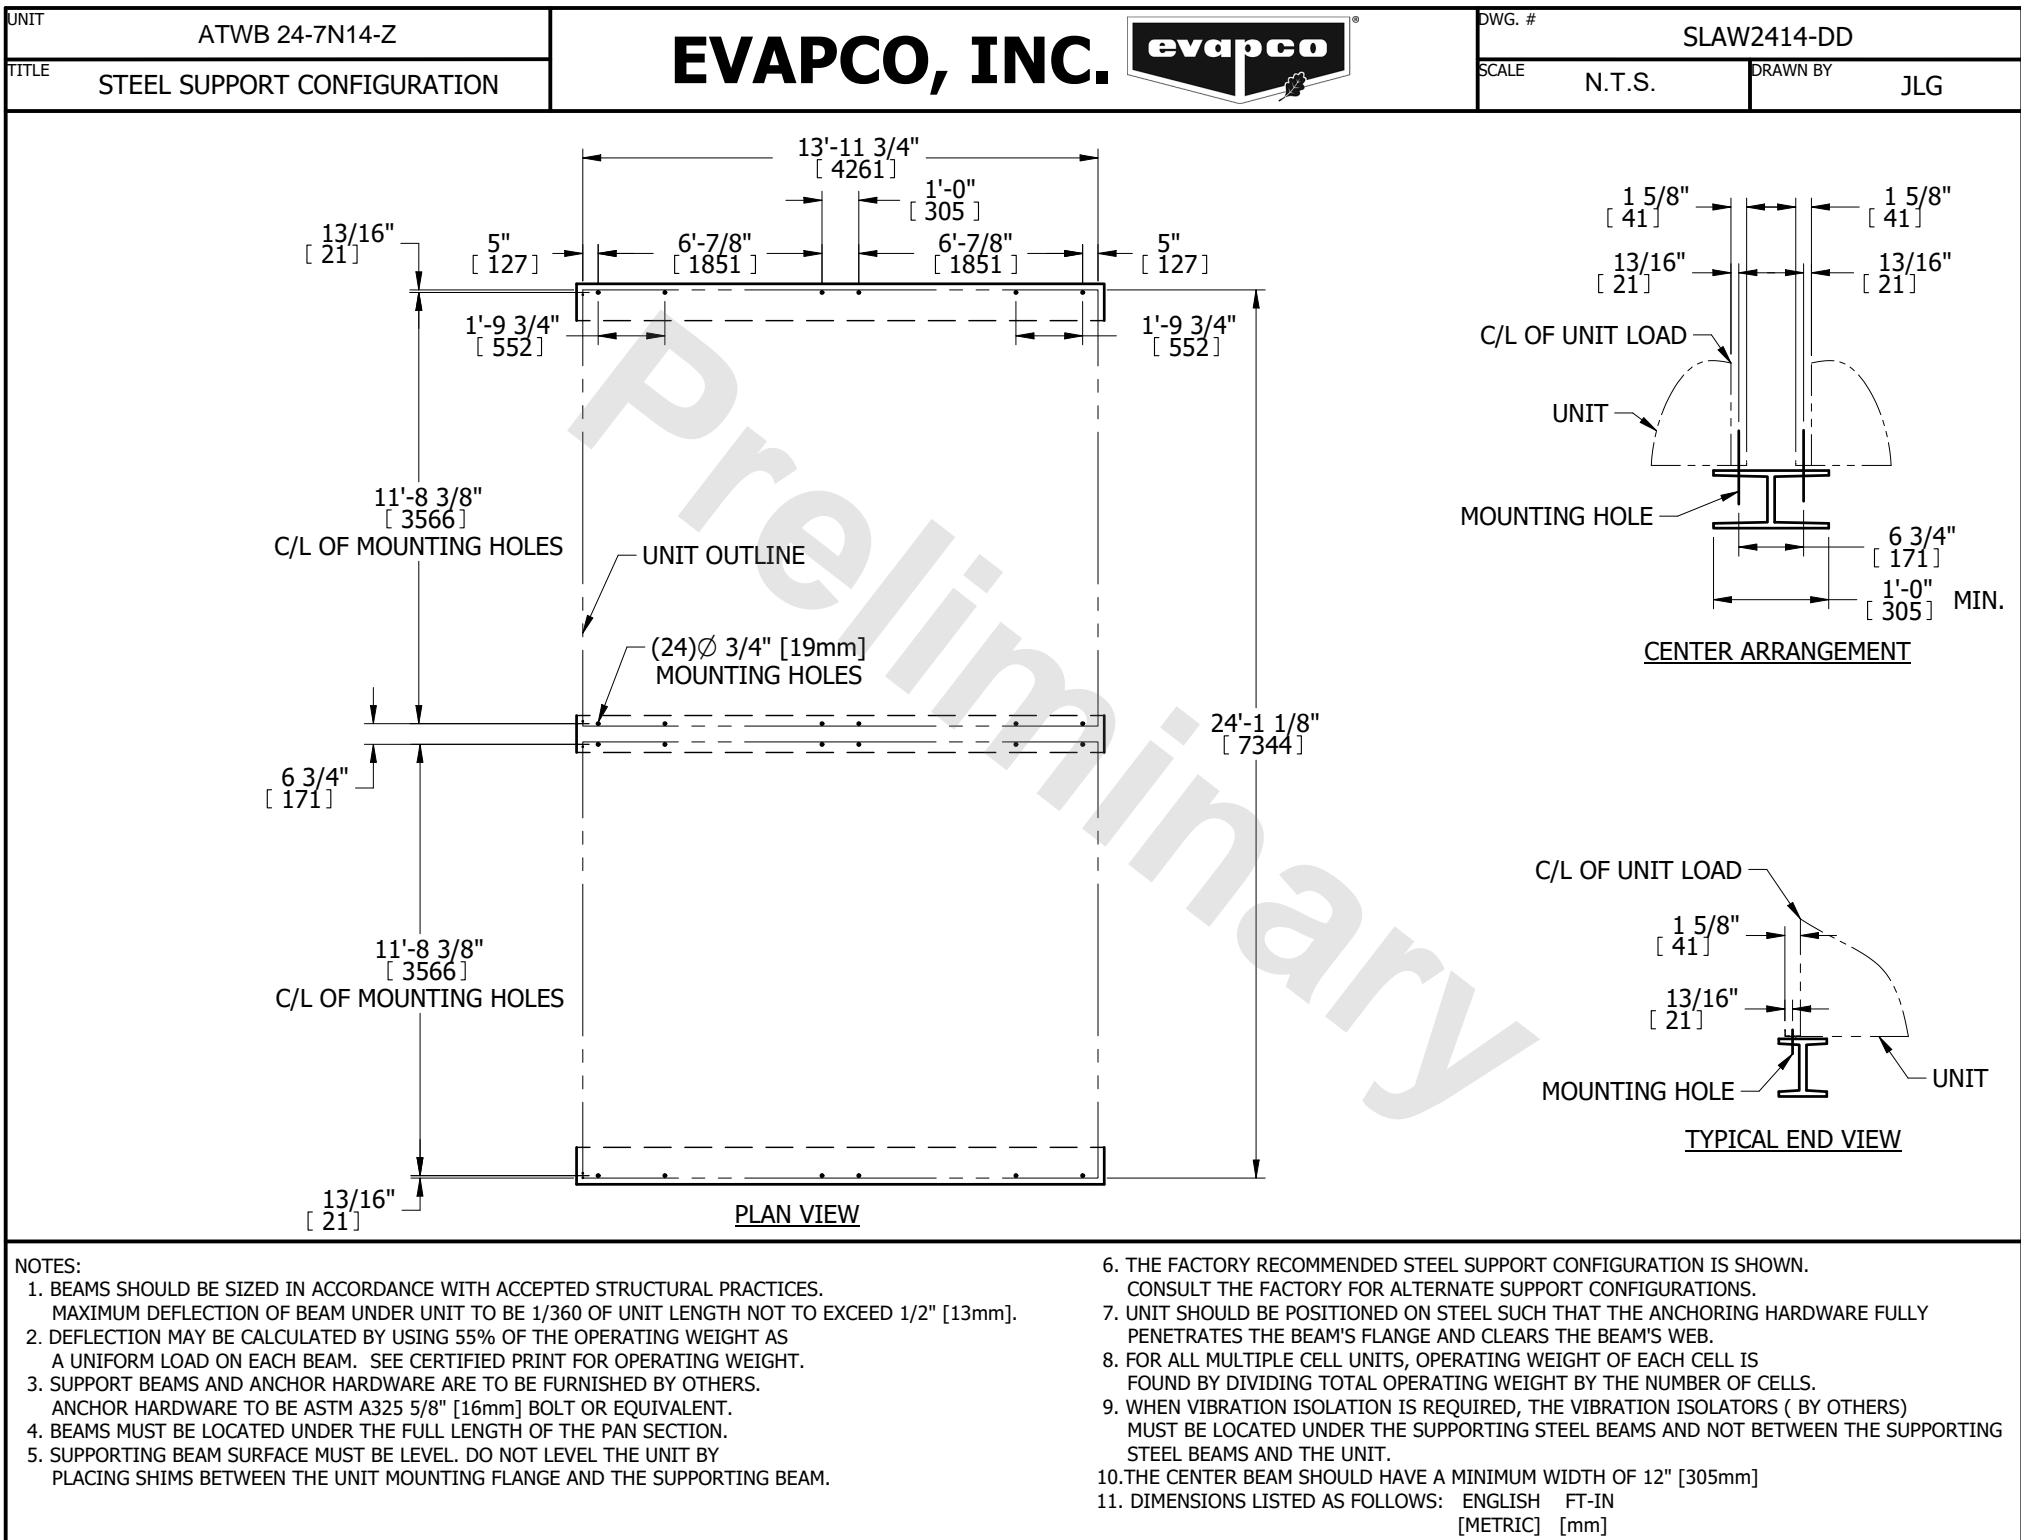 UNIT
ATWB 24-7N14-Z
TITLE
STEEL SUPPORT CONFIGURATION
EVAPCO, INC.
evapco
®
DWG. #
SLAW2414-DD
SCALE
N.T.S.
DRAWN BY
JLG
13'-11 3/4"
[ 4261]
1'-0"
[ 305 ]
13/16"
[ 21]
5"
[ 127]
6'-7/8"
[ 1851 ]
6'-7/8"
[ 1851 ]
5"
[ 127]
1'-9 3/4"
[ 552]
1'-9 3/4"
[ 552]
11'-8 3/8"
[ 3566]
C/L OF MOUNTING HOLES
UNIT OUTLINE
(24)∅ 3/4" [19mm]
MOUNTING HOLES
24'-1 1/8"
[ 7344]
6 3/4"
[ 171]
11'-8 3/8"
[ 3566]
C/L OF MOUNTING HOLES
13/16"
[ 21]
PLAN VIEW
Preliminary
1 5/8"
[ 41]
1 5/8"
[ 41]
13/16"
[ 21]
13/16"
[ 21]
C/L OF UNIT LOAD
UNIT
MOUNTING HOLE
6 3/4"
[ 171]
1'-0"
[ 305] MIN.
CENTER ARRANGEMENT
C/L OF UNIT LOAD
1 5/8"
[ 41]
13/16"
[ 21]
MOUNTING HOLE
UNIT
TYPICAL END VIEW
NOTES:
1. BEAMS SHOULD BE SIZED IN ACCORDANCE WITH ACCEPTED STRUCTURAL PRACTICES.
MAXIMUM DEFLECTION OF BEAM UNDER UNIT TO BE 1/360 OF UNIT LENGTH NOT TO EXCEED 1/2" [13mm].
2. DEFLECTION MAY BE CALCULATED BY USING 55% OF THE OPERATING WEIGHT AS
A UNIFORM LOAD ON EACH BEAM. SEE CERTIFIED PRINT FOR OPERATING WEIGHT.
3. SUPPORT BEAMS AND ANCHOR HARDWARE ARE TO BE FURNISHED BY OTHERS.
ANCHOR HARDWARE TO BE ASTM A325 5/8" [16mm] BOLT OR EQUIVALENT.
4. BEAMS MUST BE LOCATED UNDER THE FULL LENGTH OF THE PAN SECTION.
5. SUPPORTING BEAM SURFACE MUST BE LEVEL. DO NOT LEVEL THE UNIT BY
PLACING SHIMS BETWEEN THE UNIT MOUNTING FLANGE AND THE SUPPORTING BEAM.
6. THE FACTORY RECOMMENDED STEEL SUPPORT CONFIGURATION IS SHOWN.
CONSULT THE FACTORY FOR ALTERNATE SUPPORT CONFIGURATIONS.
7. UNIT SHOULD BE POSITIONED ON STEEL SUCH THAT THE ANCHORING HARDWARE FULLY
PENETRATES THE BEAM'S FLANGE AND CLEARS THE BEAM'S WEB.
8. FOR ALL MULTIPLE CELL UNITS, OPERATING WEIGHT OF EACH CELL IS
FOUND BY DIVIDING TOTAL OPERATING WEIGHT BY THE NUMBER OF CELLS.
9. WHEN VIBRATION ISOLATION IS REQUIRED, THE VIBRATION ISOLATORS ( BY OTHERS)
MUST BE LOCATED UNDER THE SUPPORTING STEEL BEAMS AND NOT BETWEEN THE SUPPORTING
STEEL BEAMS AND THE UNIT.
10.THE CENTER BEAM SHOULD HAVE A MINIMUM WIDTH OF 12" [305mm]
11. DIMENSIONS LISTED AS FOLLOWS: ENGLISH FT-IN
[METRIC] [mm]